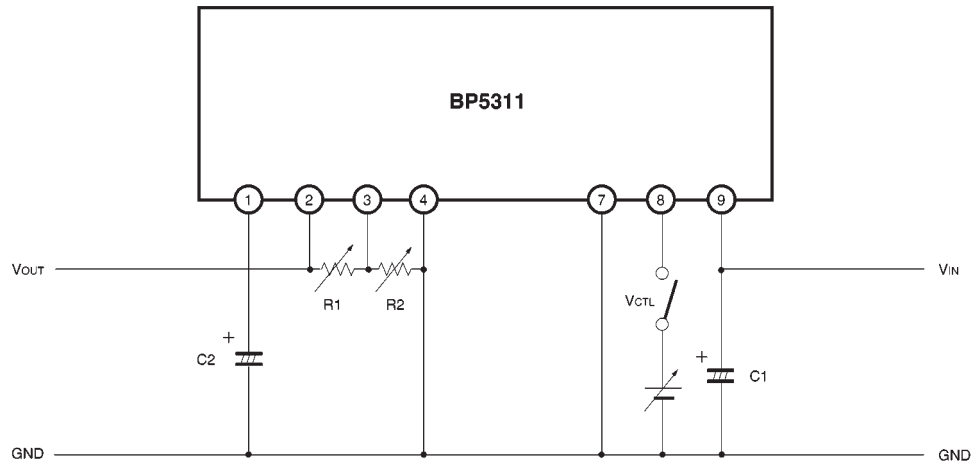 BP5311
1 2 3 4 7 8 9
VOUT VIN
R1 R2 VCTL
C2 C1
GND GND